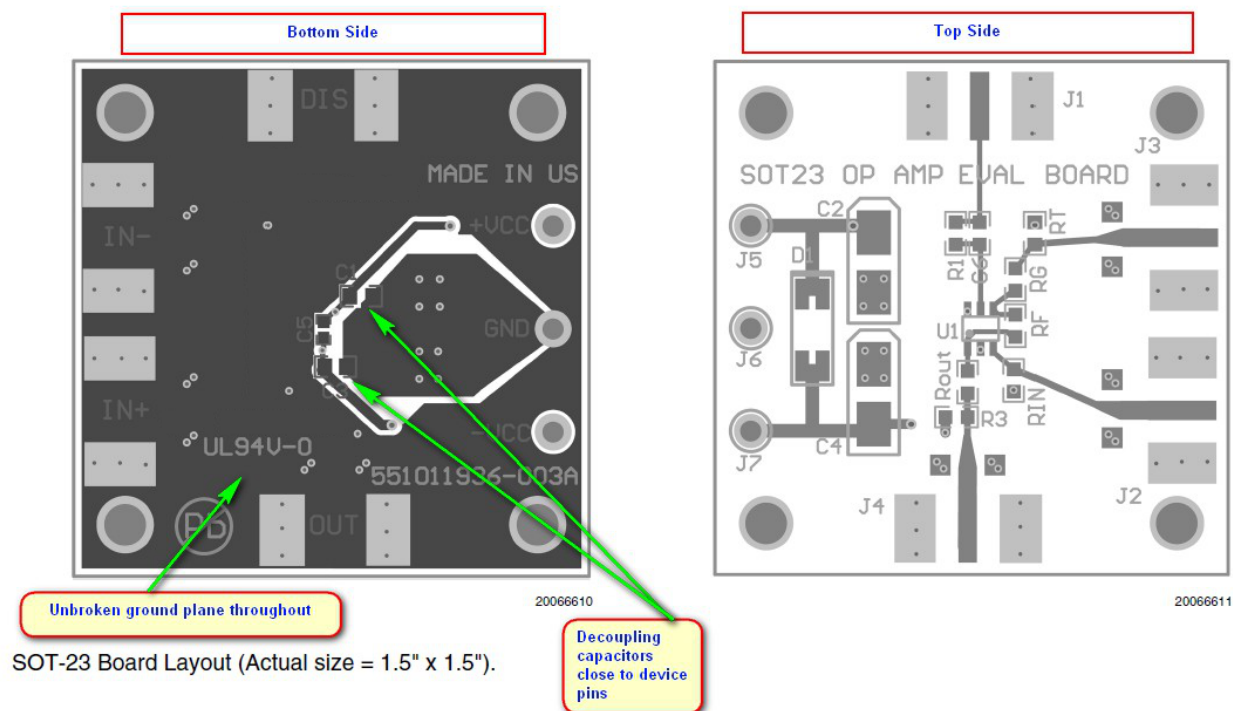 Bottom Side
DIS
MADE IN US
IN-
+VCC
C1
C5
GND
C3
IN+
-VCC
UL94V-0
551011936-003A
Pb
OUT
Unbroken ground plane throughout
20066610
Decoupling
capacitors
close to device
pins
SOT-23 Board Layout (Actual size = 1.5" x 1.5").
Top Side
J1
J3
SOT23 OP AMP EVAL BOARD
C2
RT
J5
D1
R1
C6
RG
U1
RF
J6
Rout
RIN
R3
J7
C4
J4
J2
20066611